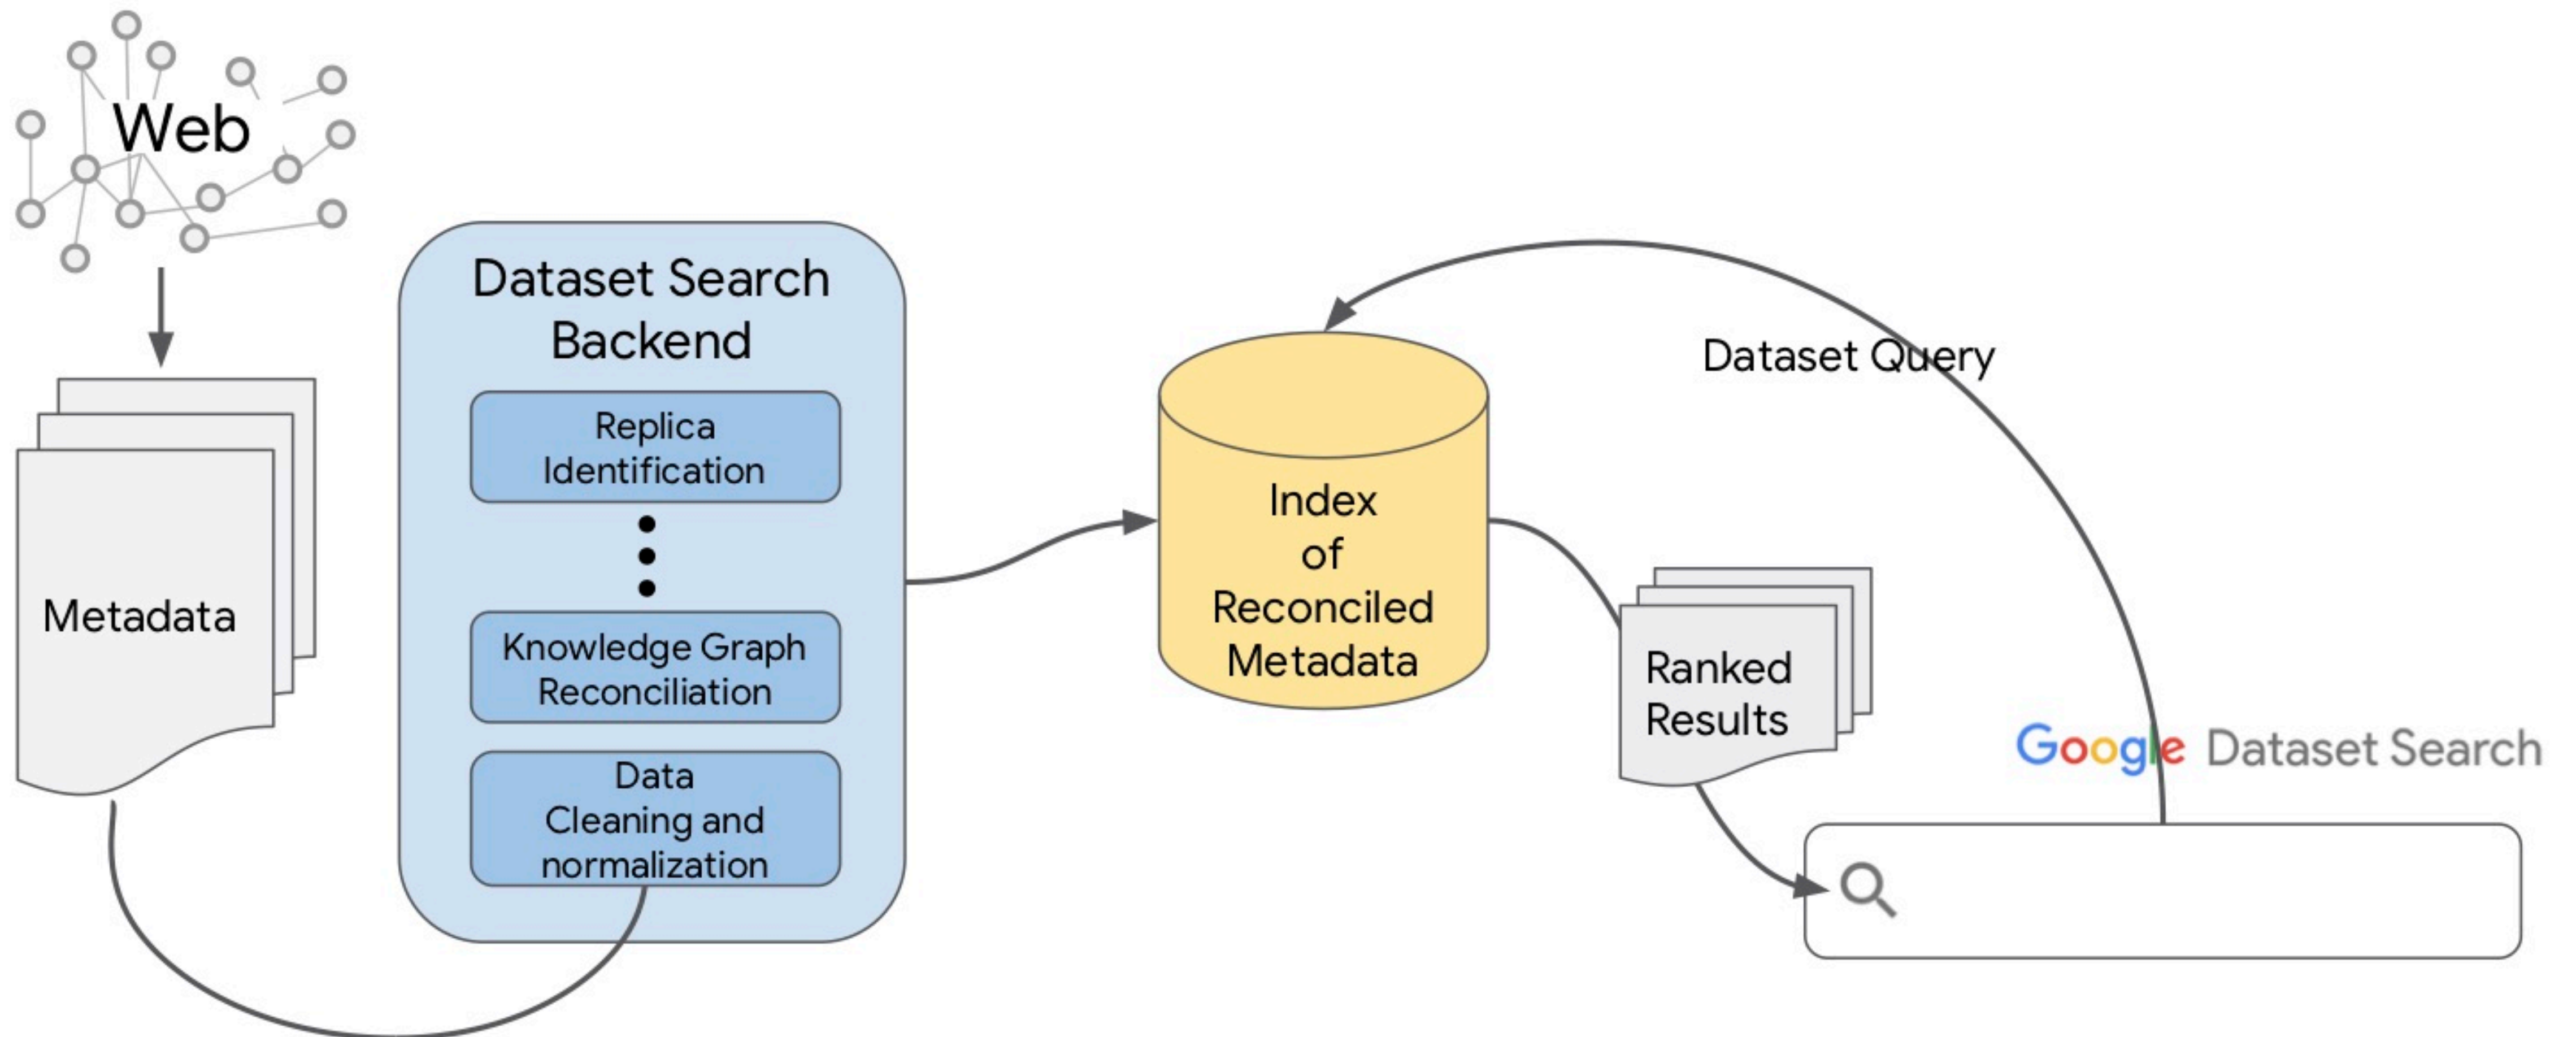 Web
Metadata
Dataset Search
Backend
Replica
Identification
Knowledge Graph
Reconciliation
Data
Cleaning and
normalization
Index
of
Reconciled
Metadata
Dataset Query
Ranked
Results
Google Dataset Search